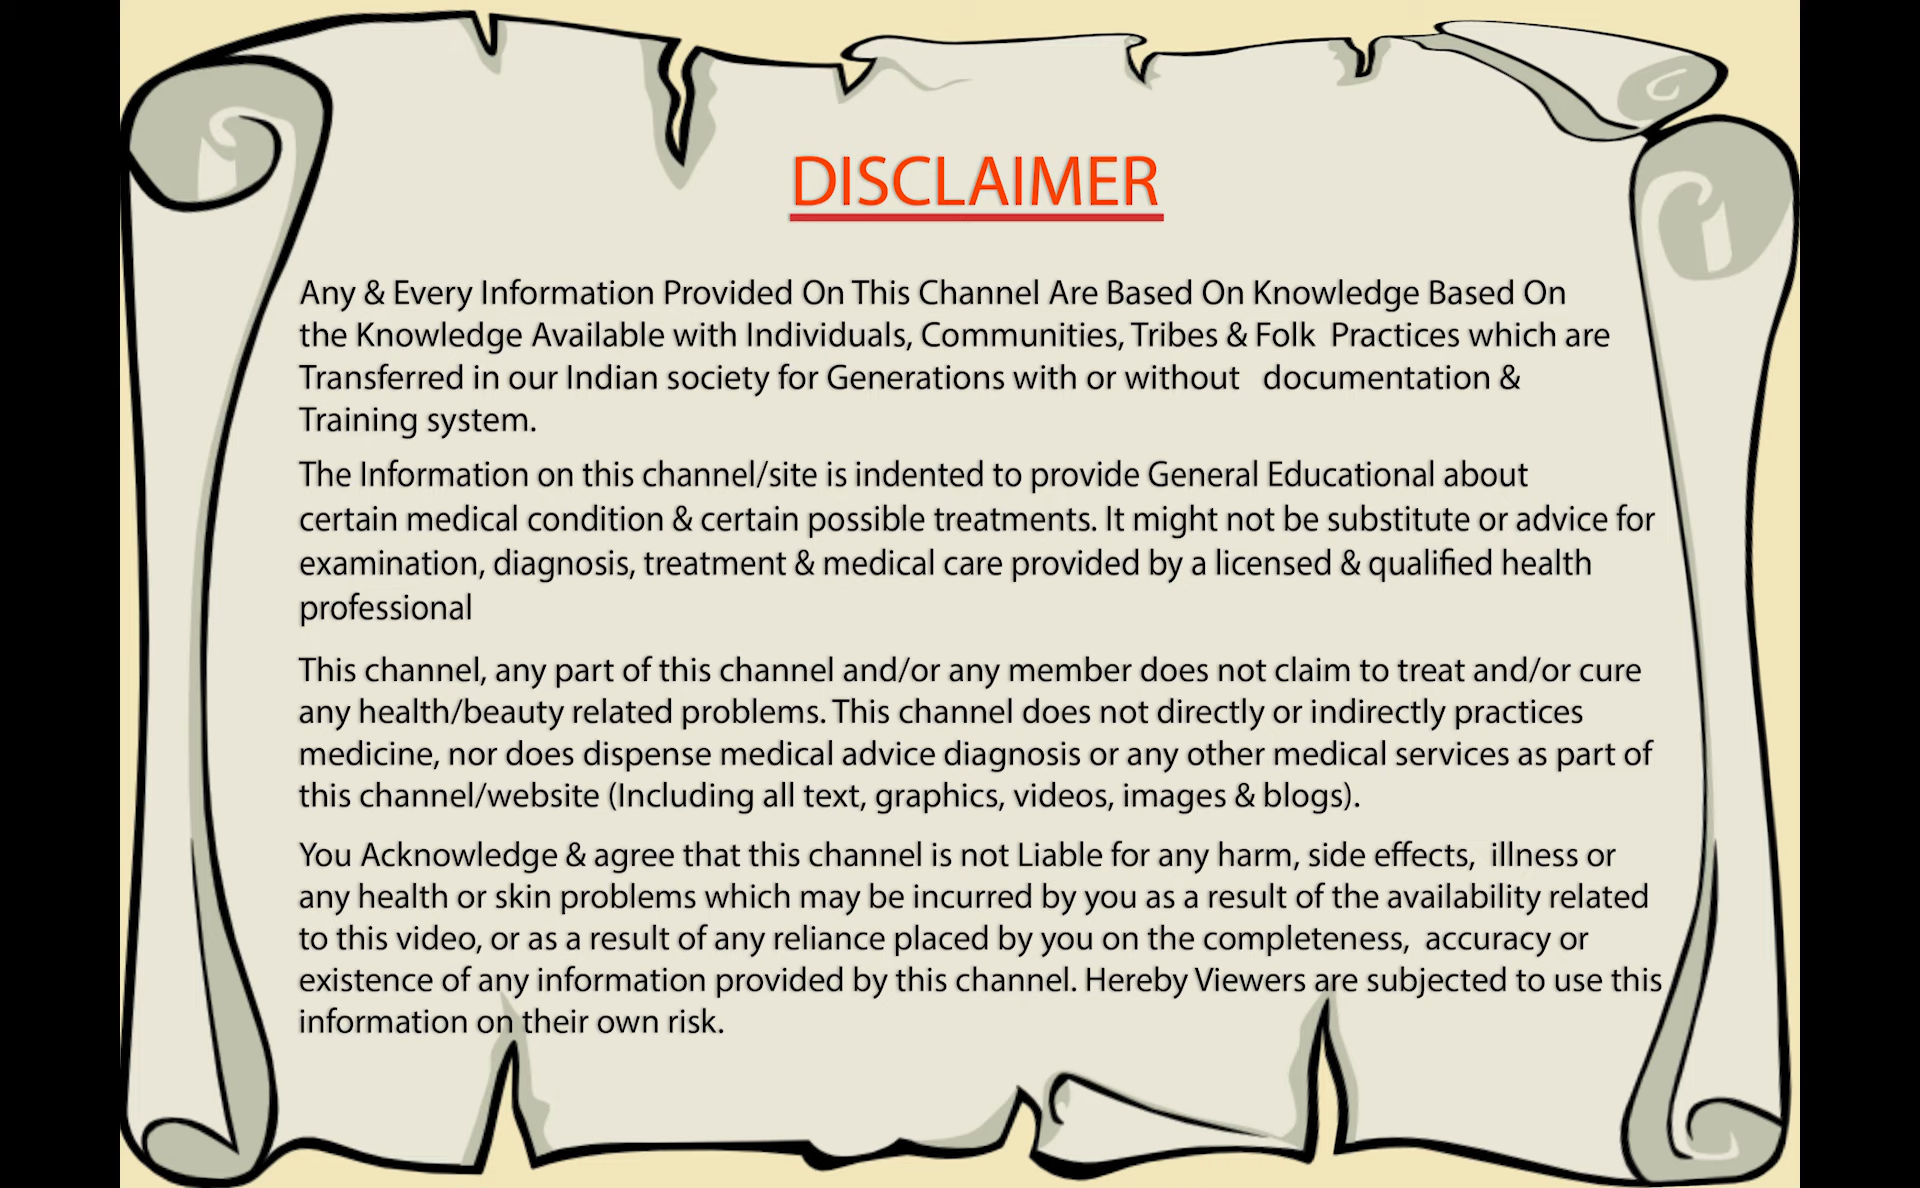 DISCLAIMER
Any & Every Information Provided On This Channel Are Based On Knowledge Based On
the Knowledge Available with Individuals, Communities, Tribes & Folk  Practices which are
Transferred in our Indian society for Generations with or without   documentation &
Training system.
The Information on this channel/site is indented to provide General Educational about
certain medical condition & certain possible treatments. It might not be substitute or advice for
examination, diagnosis, treatment & medical care provided by a licensed & qualified health
professional
This channel, any part of this channel and/or any member does not claim to treat and/or cure
any health/beauty related problems. This channel does not directly or indirectly practices
medicine, nor does dispense medical advice diagnosis or any other medical services as part of
this channel/website (Including all text, graphics, videos, images & blogs).
You Acknowledge & agree that this channel is not Liable for any harm, side effects,  illness or
any health or skin problems which may be incurred by you as a result of the availability related
to this video, or as a result of any reliance placed by you on the completeness,  accuracy or
existence of any information provided by this channel. Hereby Viewers are subjected to use this
information on their own risk.